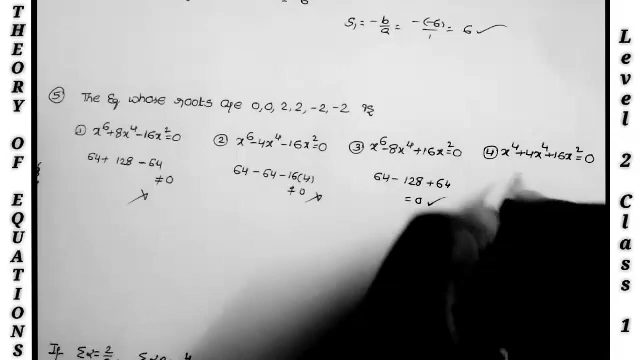 THEORY OF EQUATIONS
S₁ = -b/a = -(-6)/1 = 6 ✓
⑤ The Eq whose roots are 0, 0, 2, 2, -2, -2 is
① x⁶+8x⁴-16x²=0
64+128-64
≠0
② x⁶-4x⁴-16x²=0
64-64-16(4)
≠0
③ x⁶-8x⁴+16x²=0
64-128+64
=0 ✓
④ x⁴+4x⁴+16x²=0
If
Level 2 Class 1